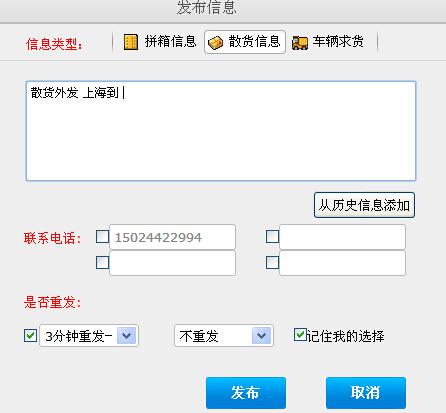 发布信息
信息类型： 拼箱信息 散货信息 车辆求货
散货外发 上海到
从历史信息添加
联系电话： 15024422994
是否重发：
3分钟重发一 不重发 记住我的选择
发布 取消